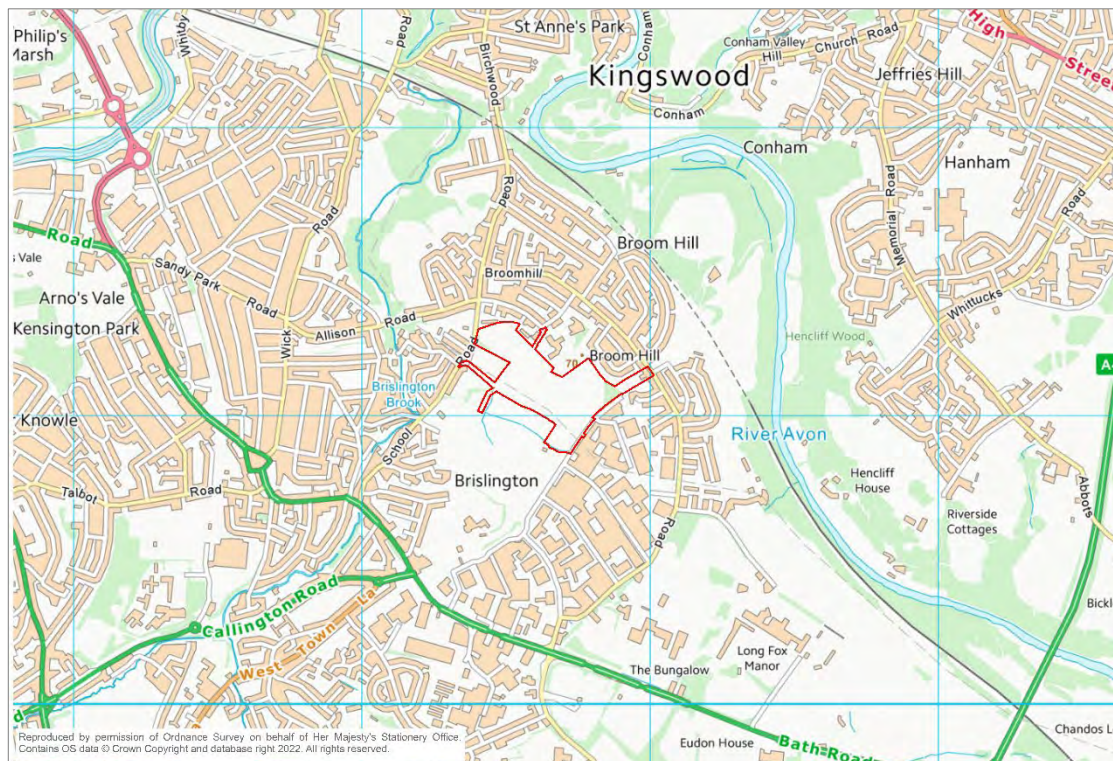 Philip's
Marsh
Whitby
Road
Birchwood
St Anne's Park
Conham
Conham Valley
Hill
Church Road
High
Street
Jeffries Hill
Kingswood
Conham
Conham
Hanham
Road
Memorial Road
Road
Road
Road
Broom Hill
Broomhill
s Vale
Sandy Park
Road
Arno's Vale
Kensington Park
Wick
Allison Road
Road
70
Broom Hill
Hencliff Wood
Whittucks
Brislington
Brook
School
Knowle
River Avon
Talbot Road
Brislington
Hencliff
House
Riverside
Cottages
Abbots
Road
Callington Road
West Town La
The Bungalow
Long Fox
Manor
Eudon House
Bath Road
Chandos L
Reproduced by permission of Ordnance Survey on behalf of Her Majesty's Stationery Office.
Contains OS data © Crown Copyright and database right 2022. All rights reserved.